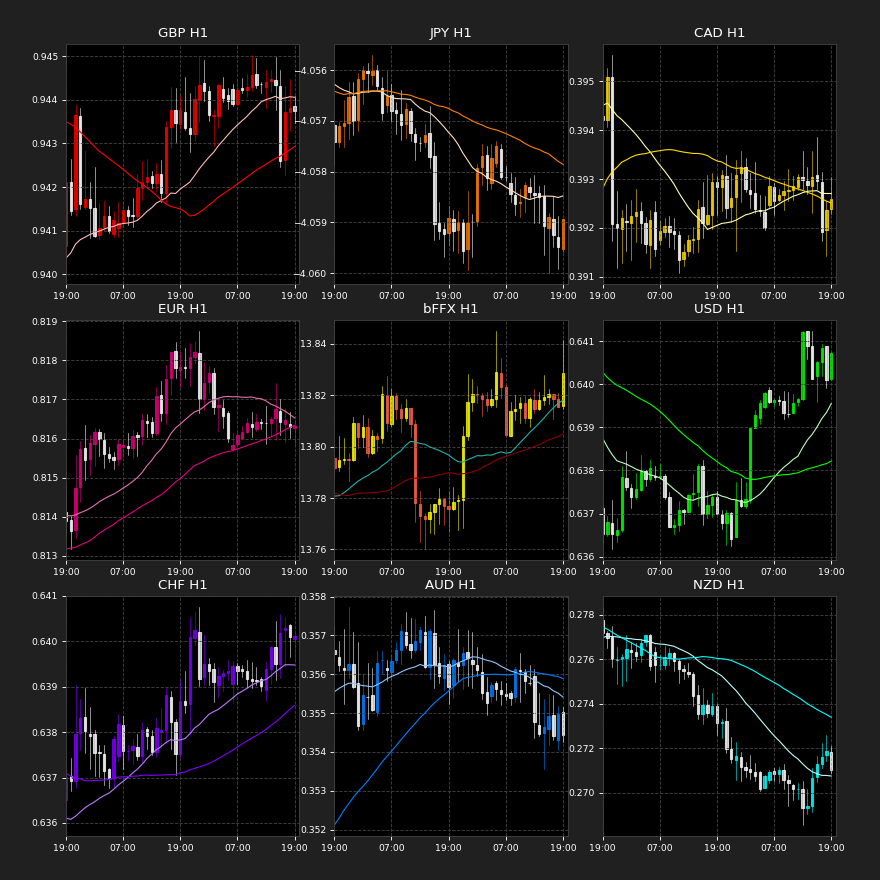 GBP H1
JPY H1
CAD H1
0.945
0.944
0.943
0.942
0.941
0.940
−4.056
−4.057
−4.058
−4.059
−4.060
0.395
0.394
0.393
0.392
0.391
19:00 07:00 19:00 07:00 19:00
19:00 07:00 19:00 07:00 19:00
19:00 07:00 19:00 07:00 19:00
EUR H1
bFFX H1
USD H1
0.819
0.818
0.817
0.816
0.815
0.814
0.813
13.84
13.82
13.80
13.78
13.76
0.641
0.640
0.639
0.638
0.637
0.636
19:00 07:00 19:00 07:00 19:00
19:00 07:00 19:00 07:00 19:00
19:00 07:00 19:00 07:00 19:00
CHF H1
AUD H1
NZD H1
0.641
0.640
0.639
0.638
0.637
0.636
0.358
0.357
0.356
0.355
0.354
0.353
0.352
0.278
0.276
0.274
0.272
0.270
19:00 07:00 19:00 07:00 19:00
19:00 07:00 19:00 07:00 19:00
19:00 07:00 19:00 07:00 19:00